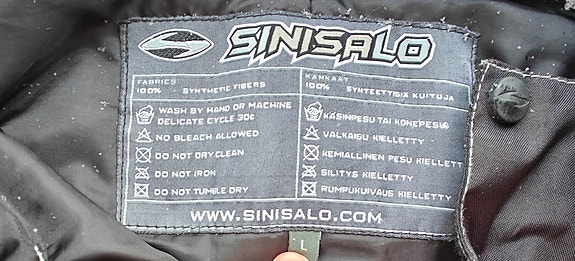 SINISALO
FABRICS
100% SYNTHETIC FIBERS
WASH BY HAND OR MACHINE
DELICATE CYCLE 30c
NO BLEACH ALLOWED
DO NOT DRYCLEAN
DO NOT IRON
DO NOT TUMBLE DRY
KANKAAT
100% SYNTEETTISIÄ KUITUJA
KÄSINPESU TAI KONEPESU
VALKAISU KIELLETTY
KEMIALLINEN PESU KIELLETTY
SILITYS KIELLETTY
RUMPUKUIVAUS KIELLETTY
WWW.SINISALO.COM
L